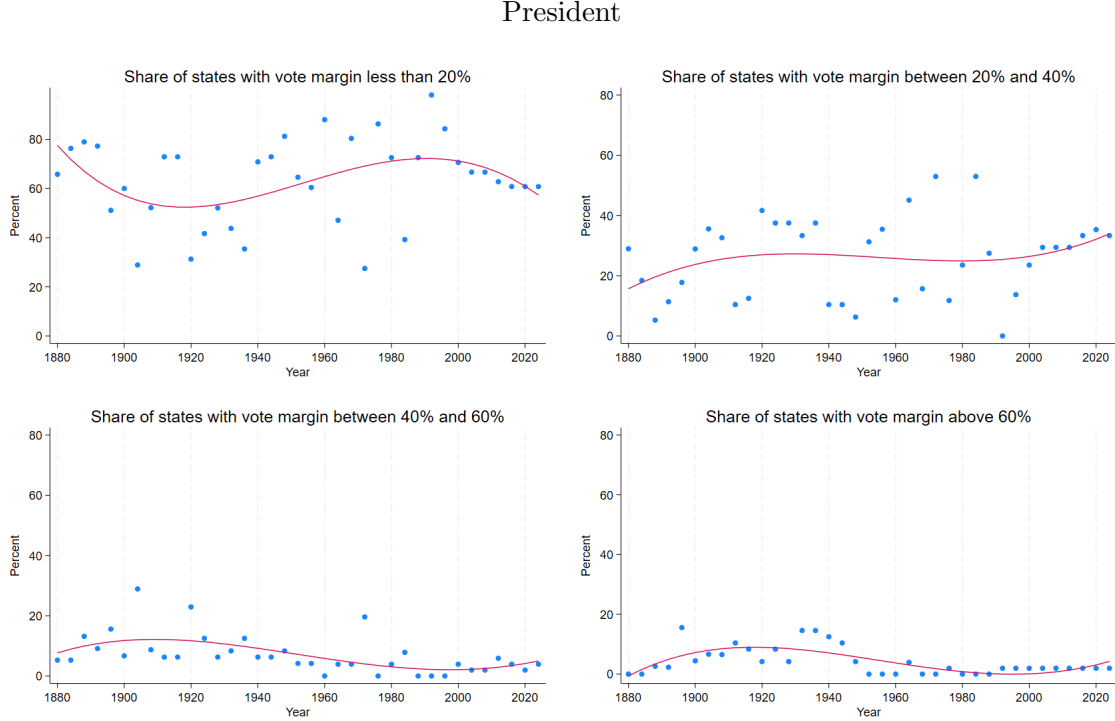 President
Share of states with vote margin less than 20%
Percent
80
60
40
20
0
1880 1900 1920 1940 1960 1980 2000 2020
Year
Share of states with vote margin between 20% and 40%
Percent
80
60
40
20
0
1880 1900 1920 1940 1960 1980 2000 2020
Year
Share of states with vote margin between 40% and 60%
Percent
80
60
40
20
0
1880 1900 1920 1940 1960 1980 2000 2020
Year
Share of states with vote margin above 60%
Percent
80
60
40
20
0
1880 1900 1920 1940 1960 1980 2000 2020
Year